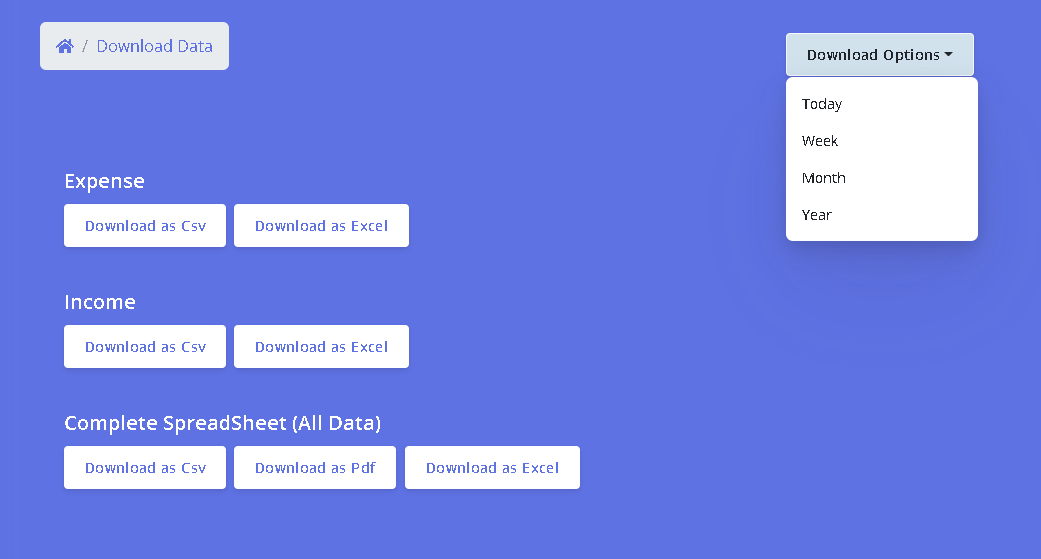 / Download Data
Download Options
Today
Week
Month
Year
Expense
Download as Csv Download as Excel
Income
Download as Csv Download as Excel
Complete SpreadSheet (All Data)
Download as Csv Download as Pdf Download as Excel